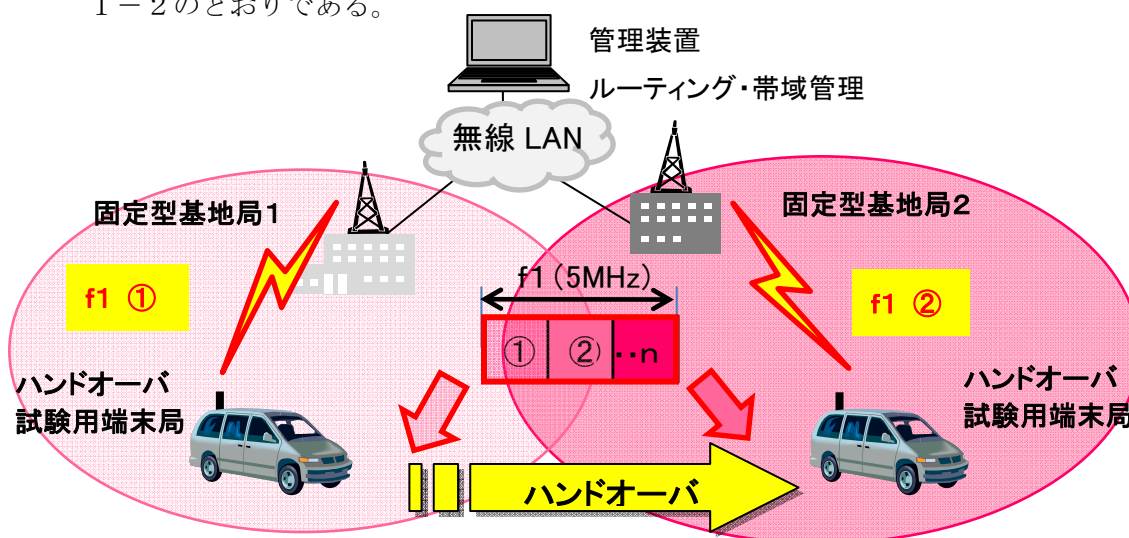 1-2のとおりである。
管理装置
ルーティング・帯域管理
無線 LAN
固定型基地局1
固定型基地局2
f1 (5MHz)
f1 ①
f1 ②
① ② ‥n
ハンドオーバ
試験用端末局
ハンドオーバ
試験用端末局
ハンドオーバ